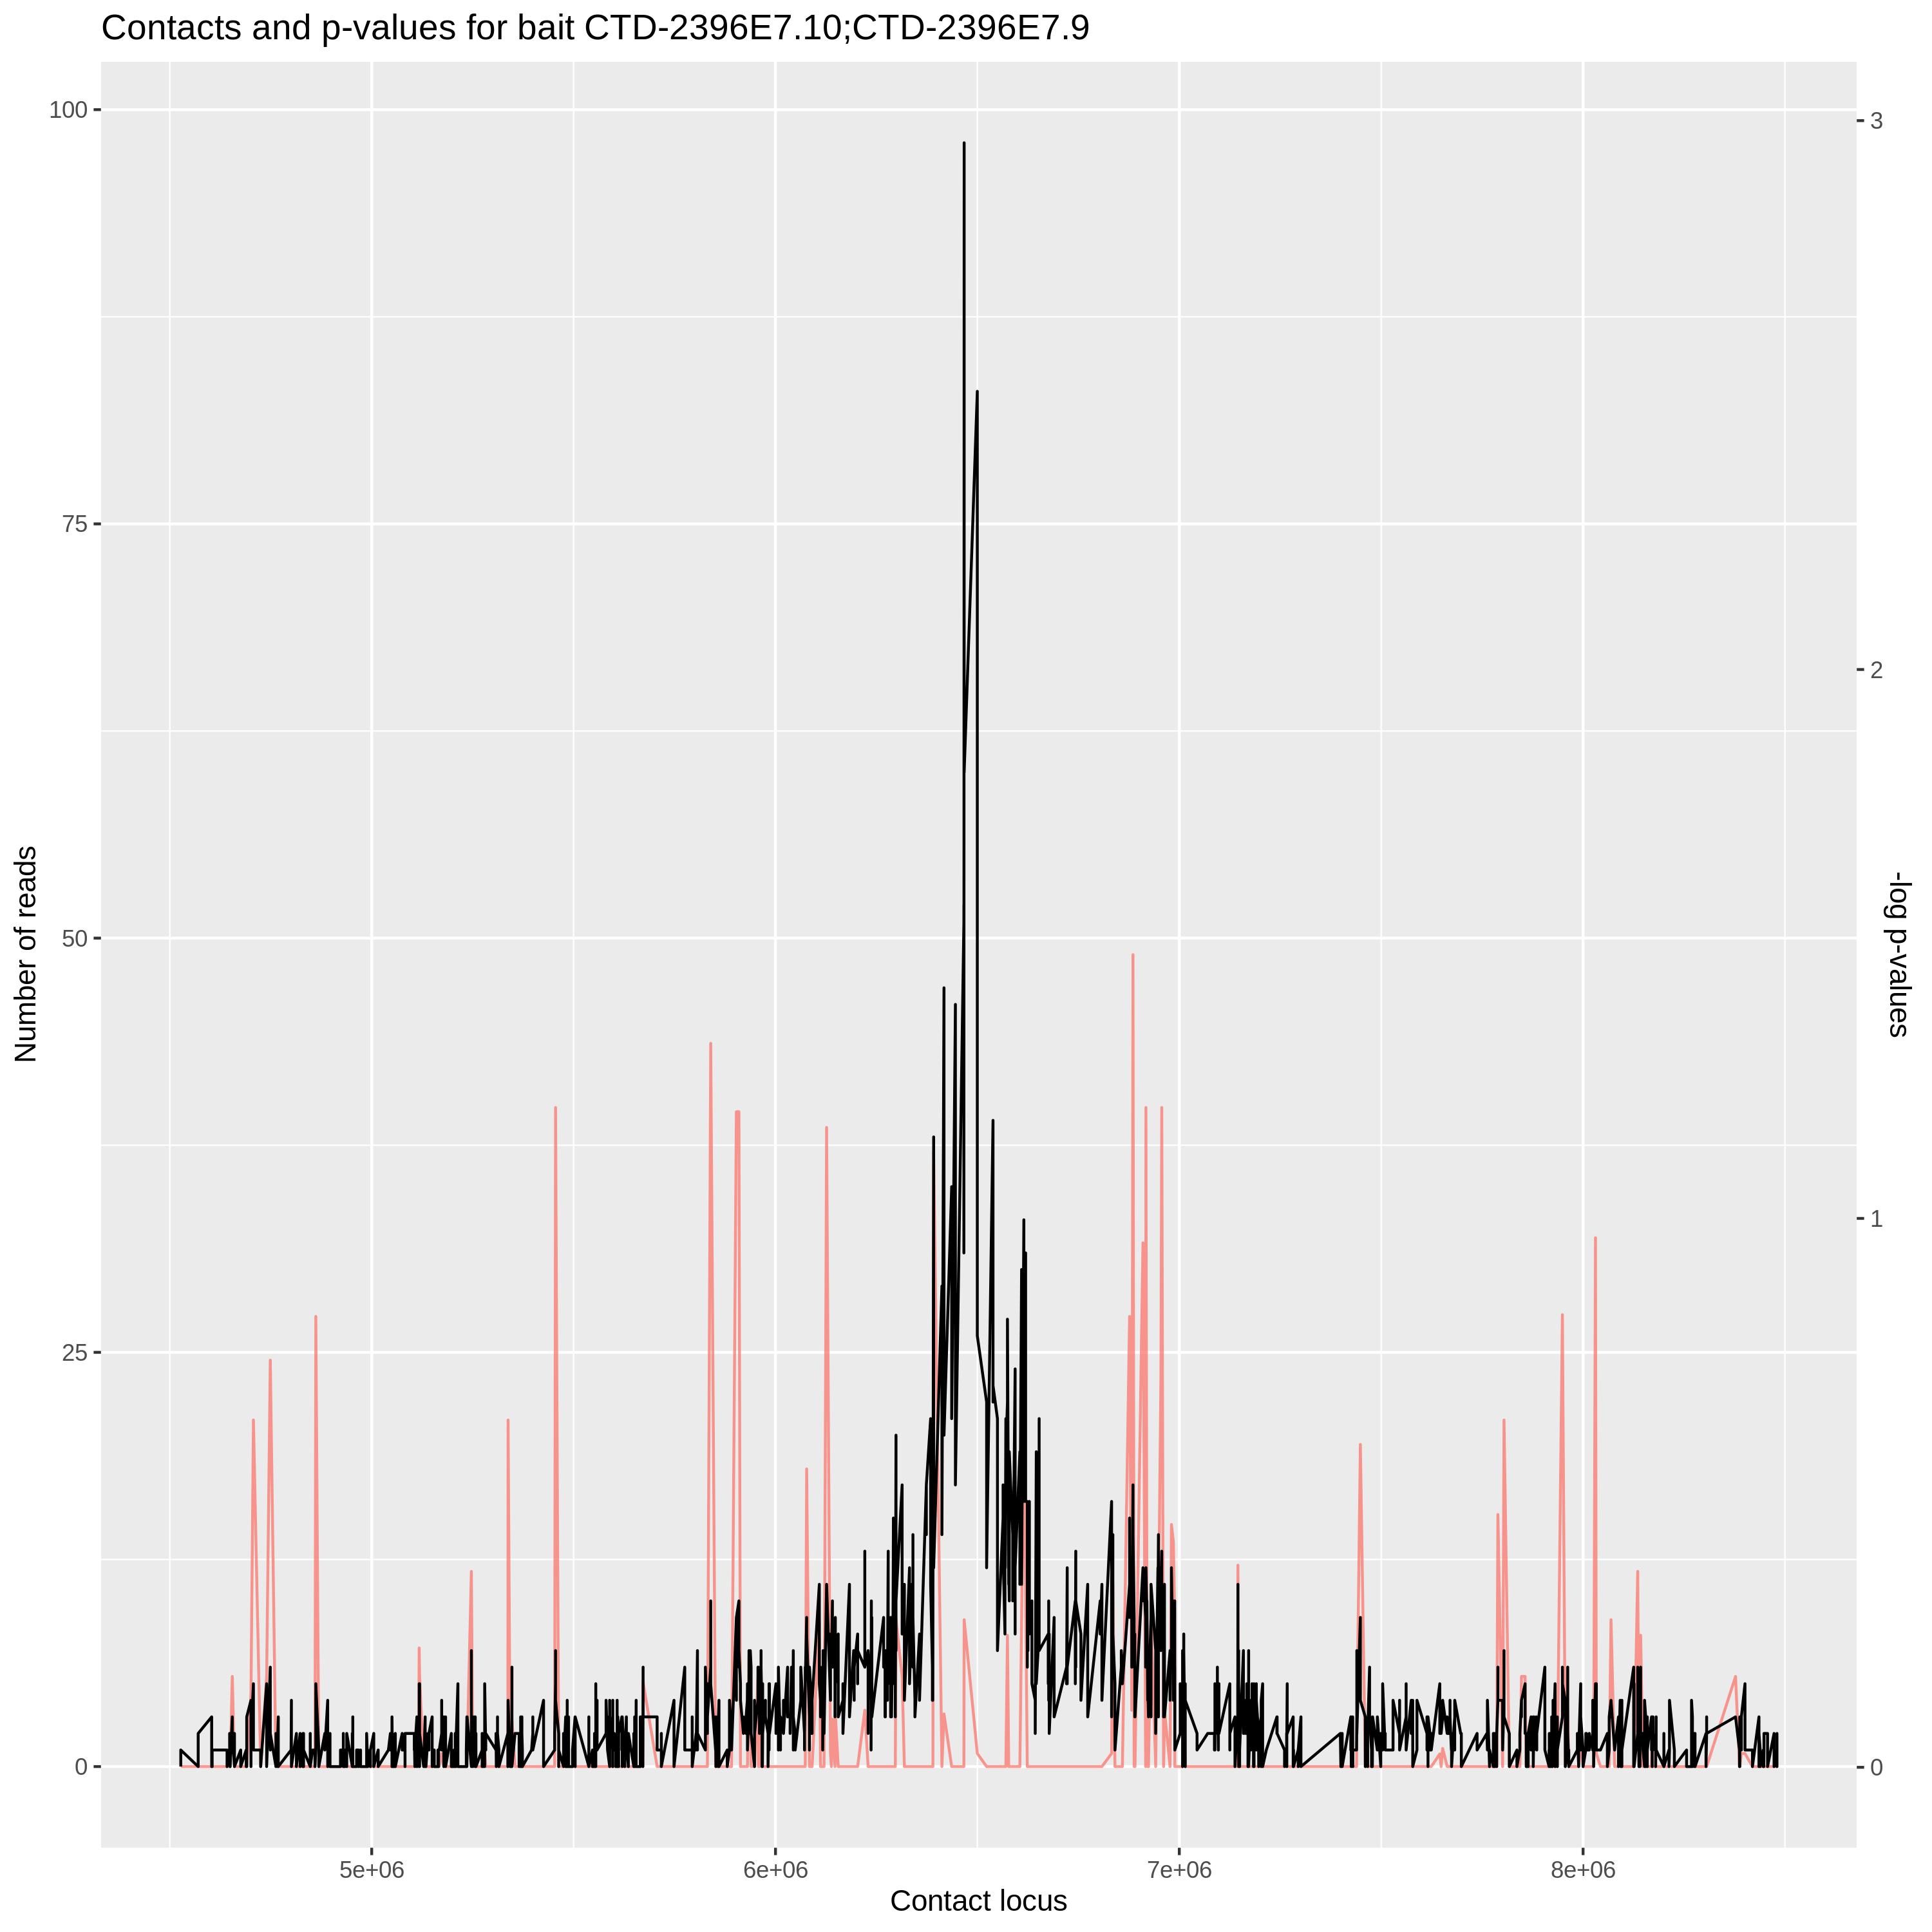 Contacts and p-values for bait CTD-2396E7.10;CTD-2396E7.9
100
75
50
25
0
Number of reads
3
2
1
0
-log p-values
5e+06
6e+06
7e+06
8e+06
Contact locus